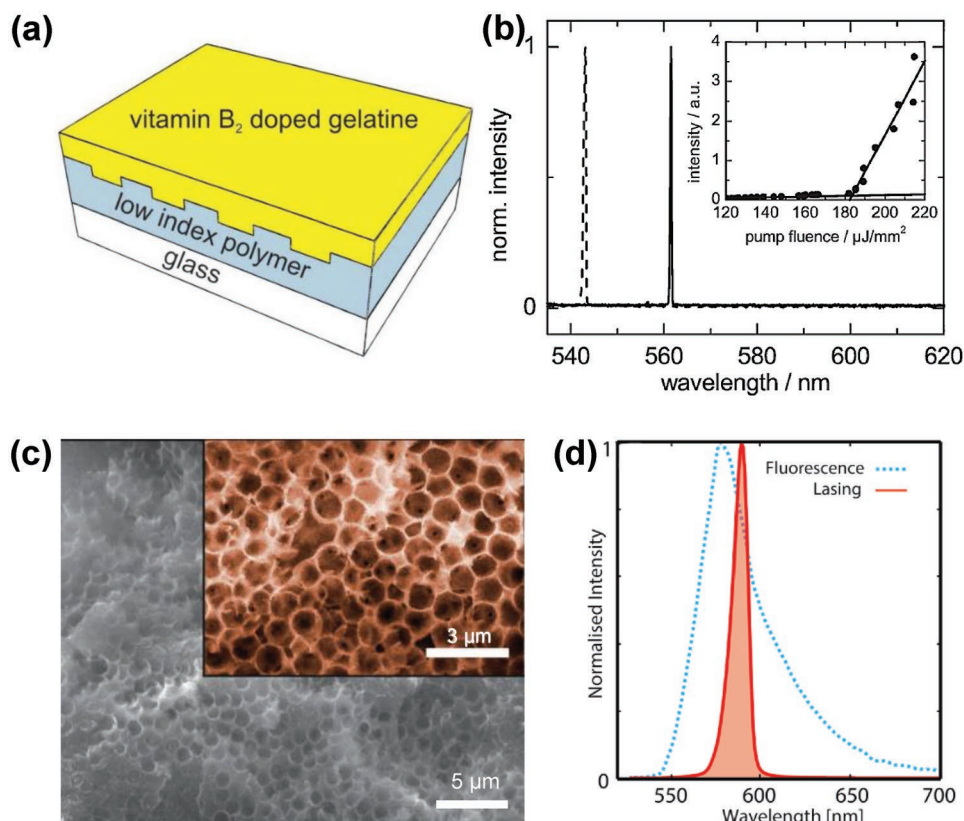 (a)
vitamin B₂ doped gelatine
low index polymer
glass
(b)
norm. intensity
1
0
540 560 580 600 620
wavelength / nm
intensity / a.u.
4
3
2
1
0
120 140 160 180 200 220
pump fluence / µJ/mm²
(c)
3 µm
5 µm
(d)
Normalised Intensity
1
0
Fluorescence
Lasing
550 600 650 700
Wavelength [nm]